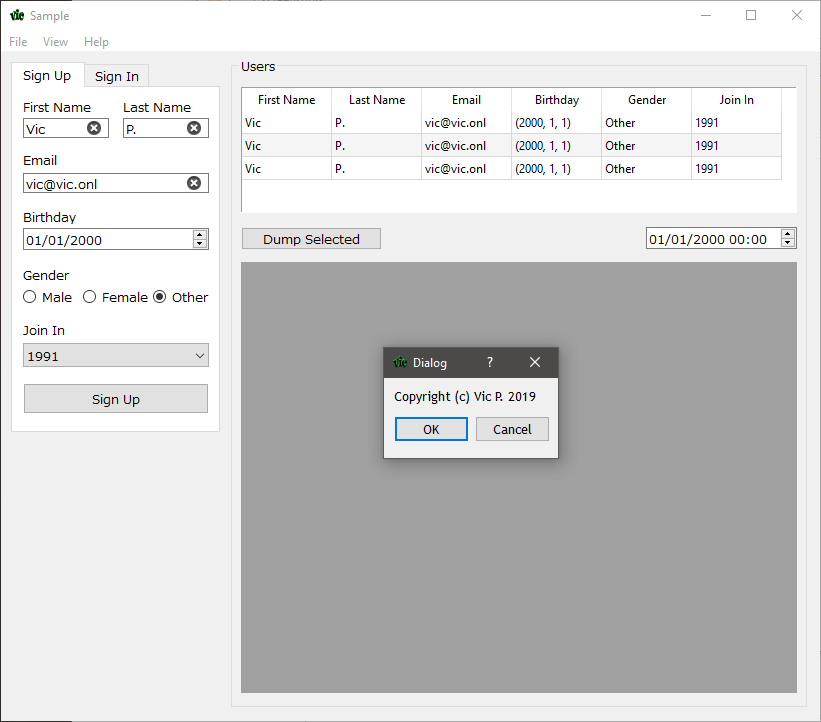 vic Sample
File View Help
Sign Up Sign In
First Name Last Name
Vic P.
Email
vic@vic.onl
Birthday
01/01/2000
Gender
Male Female Other
Join In
1991
Sign Up
Users
First Name Last Name Email Birthday Gender Join In
Vic P. vic@vic.onl (2000, 1, 1) Other 1991
Vic P. vic@vic.onl (2000, 1, 1) Other 1991
Vic P. vic@vic.onl (2000, 1, 1) Other 1991
Dump Selected 01/01/2000 00:00
vic Dialog ?
Copyright (c) Vic P. 2019
OK Cancel